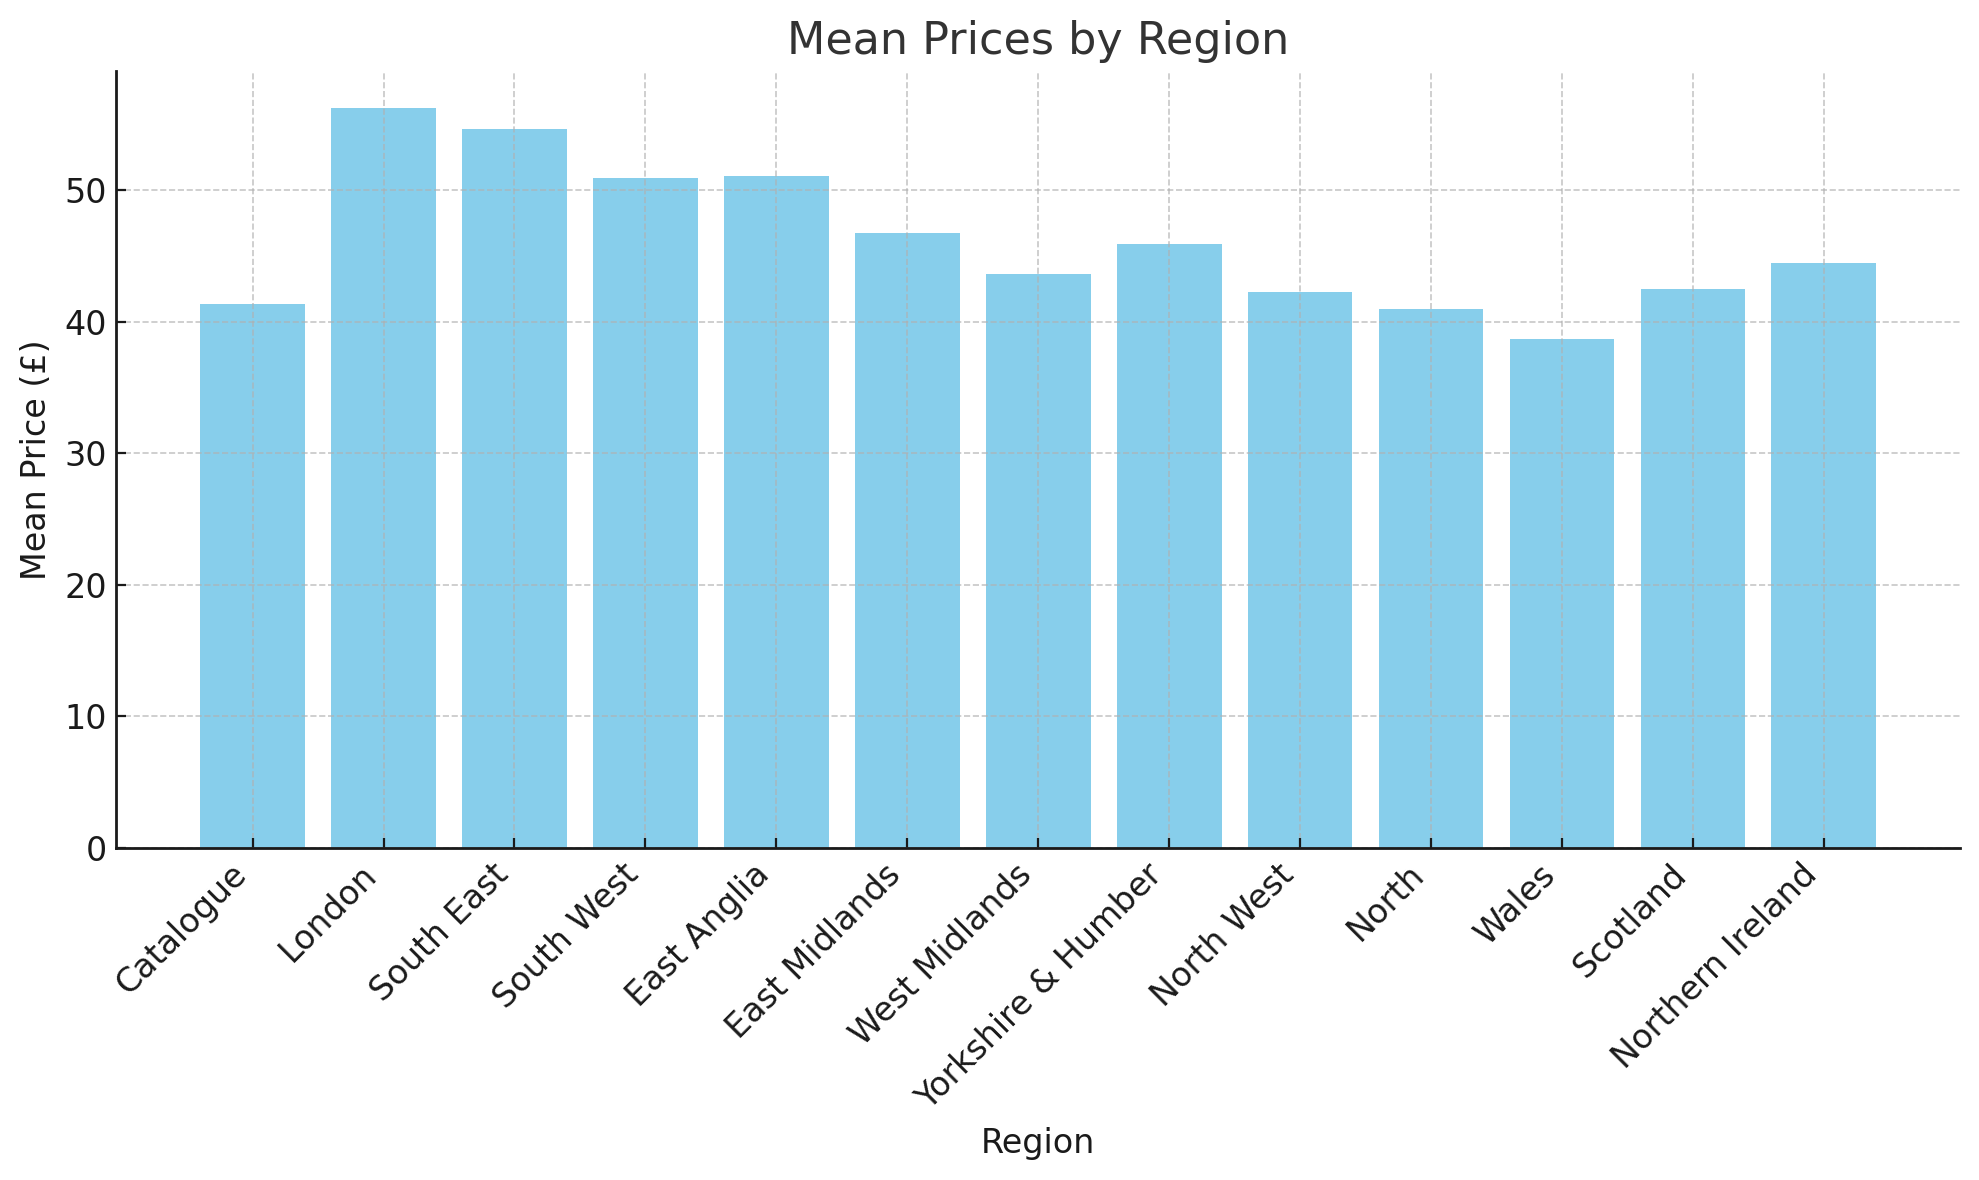 Mean Prices by Region
Mean Price (£)
50
40
30
20
10
0
Catalogue
London
South East
South West
East Anglia
East Midlands
West Midlands
Yorkshire & Humber
North West
North
Wales
Scotland
Northern Ireland
Region